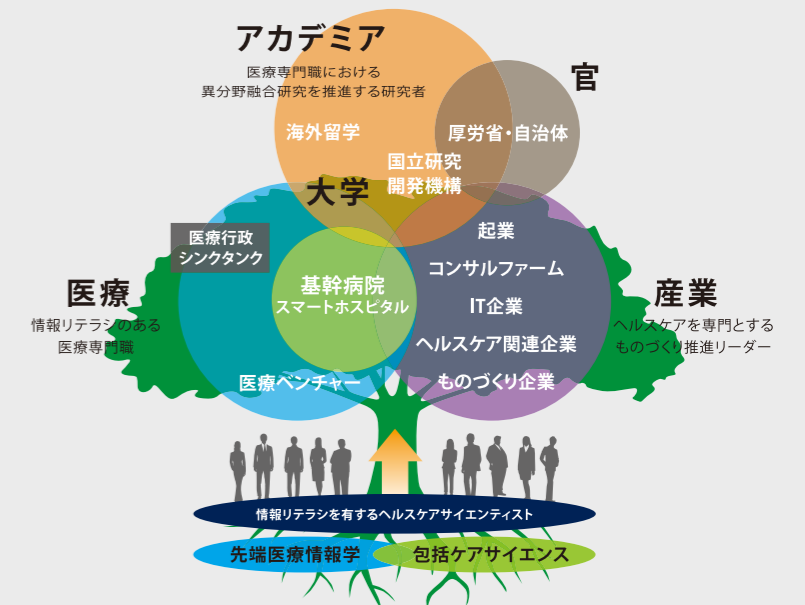 アカデミア
医療専門職における
異分野融合研究を推進する研究者
官
海外留学
厚労省・自治体
国立研究
開発機構
大学
医療行政
シンクタンク
起業
コンサルファーム
IT企業
ヘルスケア関連企業
ものづくり企業
基幹病院
スマートホスピタル
医療ベンチャー
医療
情報リテラシのある
医療専門職
産業
ヘルスケアを専門とする
ものづくり推進リーダー
情報リテラシを有するヘルスケアサイエンティスト
先端医療情報学
包括ケアサイエンス